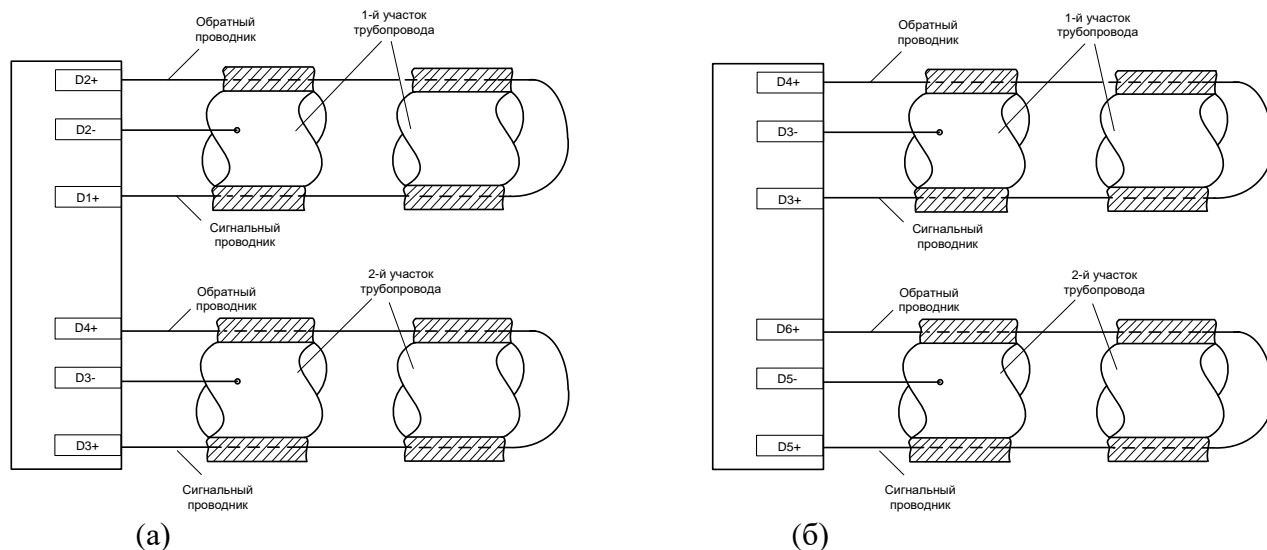 Обратный
проводник
1-й участок
трубопровода
D2+
D2-
D1+
Сигнальный
проводник
2-й участок
трубопровода
Обратный
проводник
D4+
D3-
D3+
Сигнальный
проводник
(а)
Обратный
проводник
1-й участок
трубопровода
D4+
D3-
D3+
Сигнальный
проводник
2-й участок
трубопровода
Обратный
проводник
D6+
D5-
D5+
Сигнальный
проводник
(б)